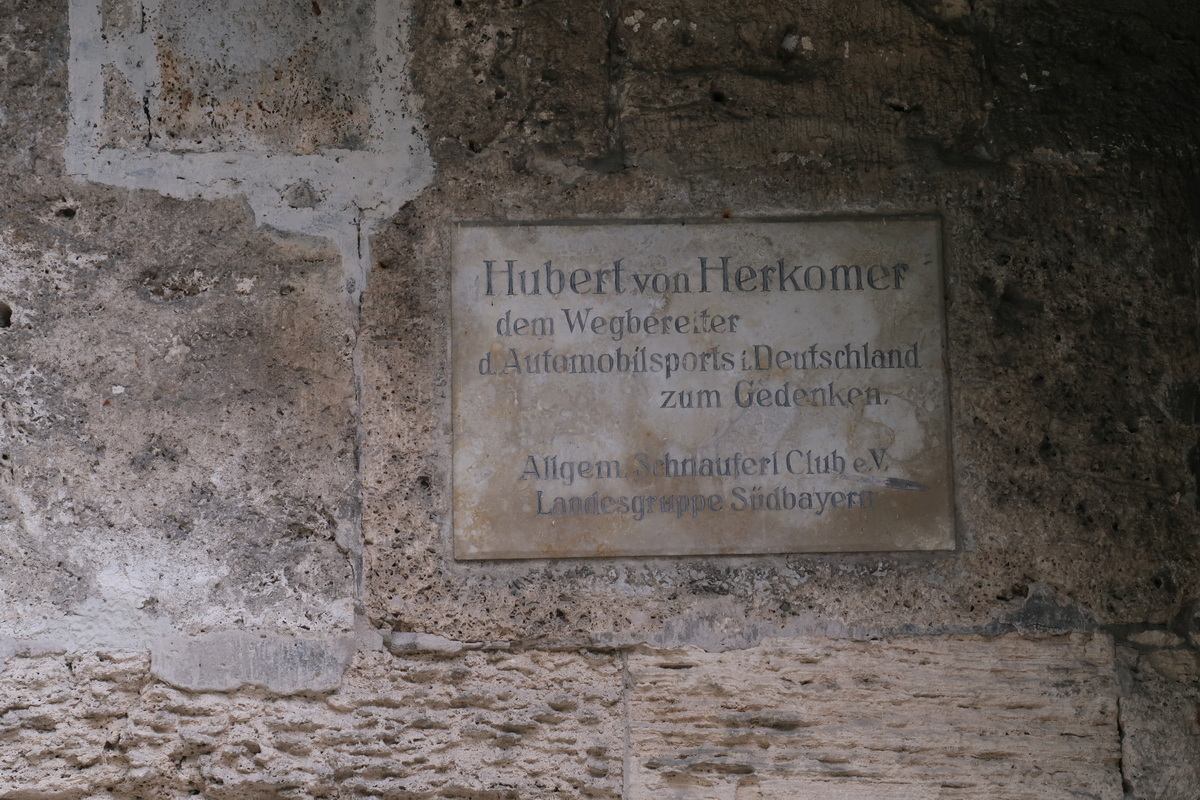 Hubert von Herkomer
dem Wegbereiter
d. Automobilsports i. Deutschland
zum Gedenken.
Allgem. Schnauferl Club e.V.
Landesgruppe Südbayern